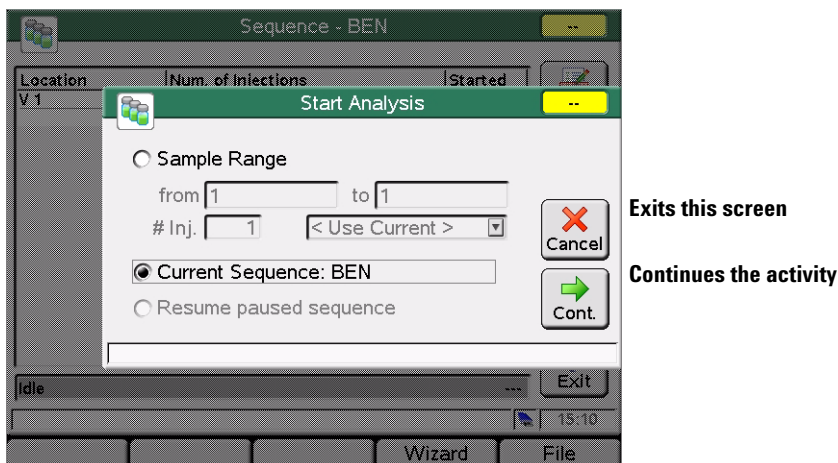 Sequence - BEN
--
Location Num. of Injections Started
V 1
Start Analysis
--
Sample Range
from 1 to 1
# Inj. 1 < Use Current >
Cancel
Exits this screen
Current Sequence: BEN
Continues the activity
Resume paused sequence
Cont.
Idle
---
Exit
15:10
Wizard
File